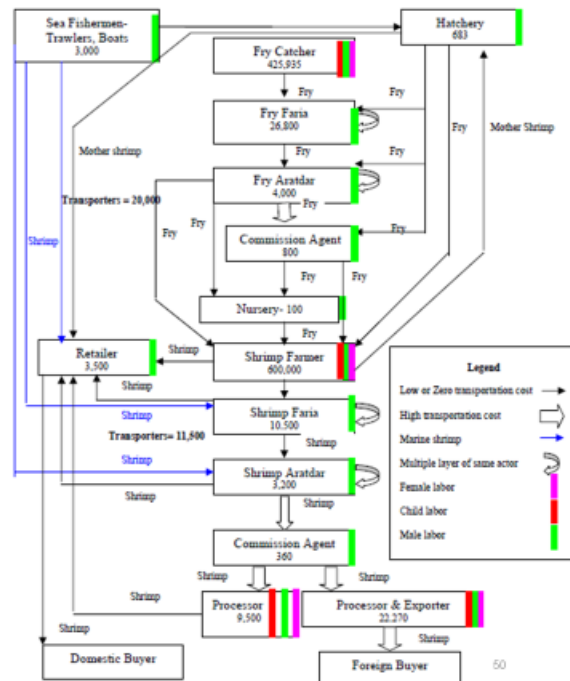 Sea Fishermen-
Trawlers, Boats
3,000
Hatchery
683
Fry Catcher
425,935
Fry
Fry
Fry Faria
26,800
Fry
Mother Shrimp
Mother shrimp
Fry
Fry
Fry Aratdar
4,000
Transporters = 20,000
Fry
Fry
Shrimp
Fry
Commission Agent
800
Fry
Fry
Fry
Nursery- 100
Fry
Retailer
3,500
Shrimp
Shrimp Farmer
600,000
Shrimp
Shrimp Faria
10,500
Transporters= 11,500
Shrimp
Shrimp
Shrimp Aratdar
3,200
Shrimp
Shrimp
Commission Agent
360
Shrimp
Shrimp
Processor
9,500
Processor & Exporter
22,270
Shrimp
Shrimp
Domestic Buyer
Foreign Buyer
Legend
Low or Zero transportation cost
High transportation cost
Marine shrimp
Multiple layer of same actor
Female labor
Child labor
Male labor
50